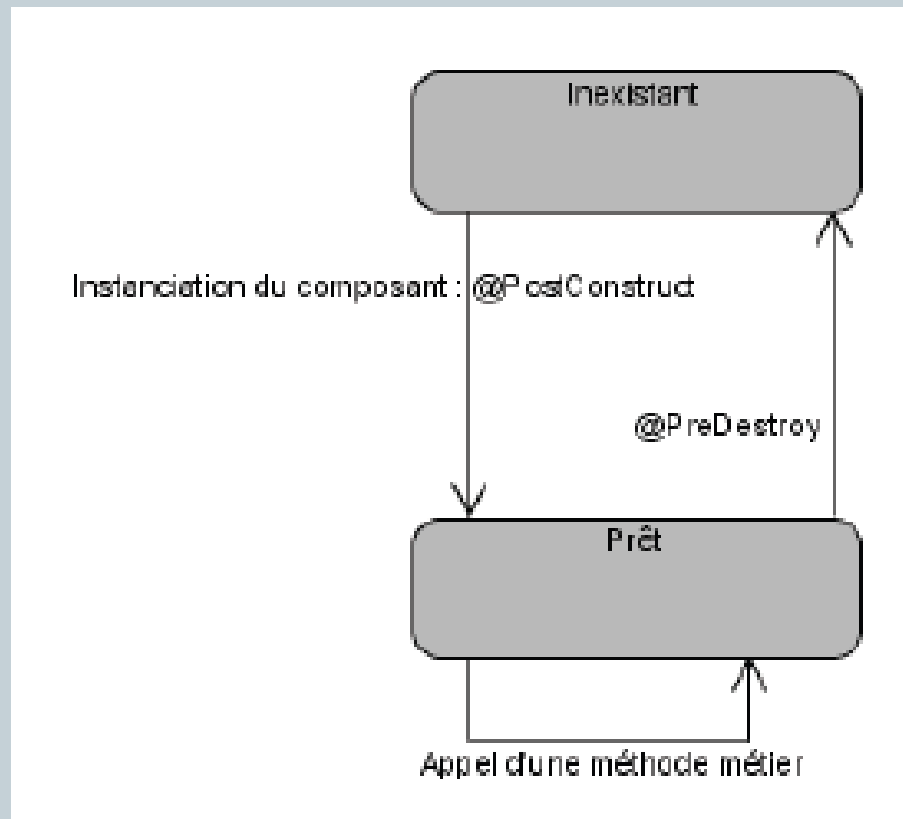 Inexistant
Instanciation du composant : @PostConstruct
@PreDestroy
Prêt
Appel d'une méthode métier